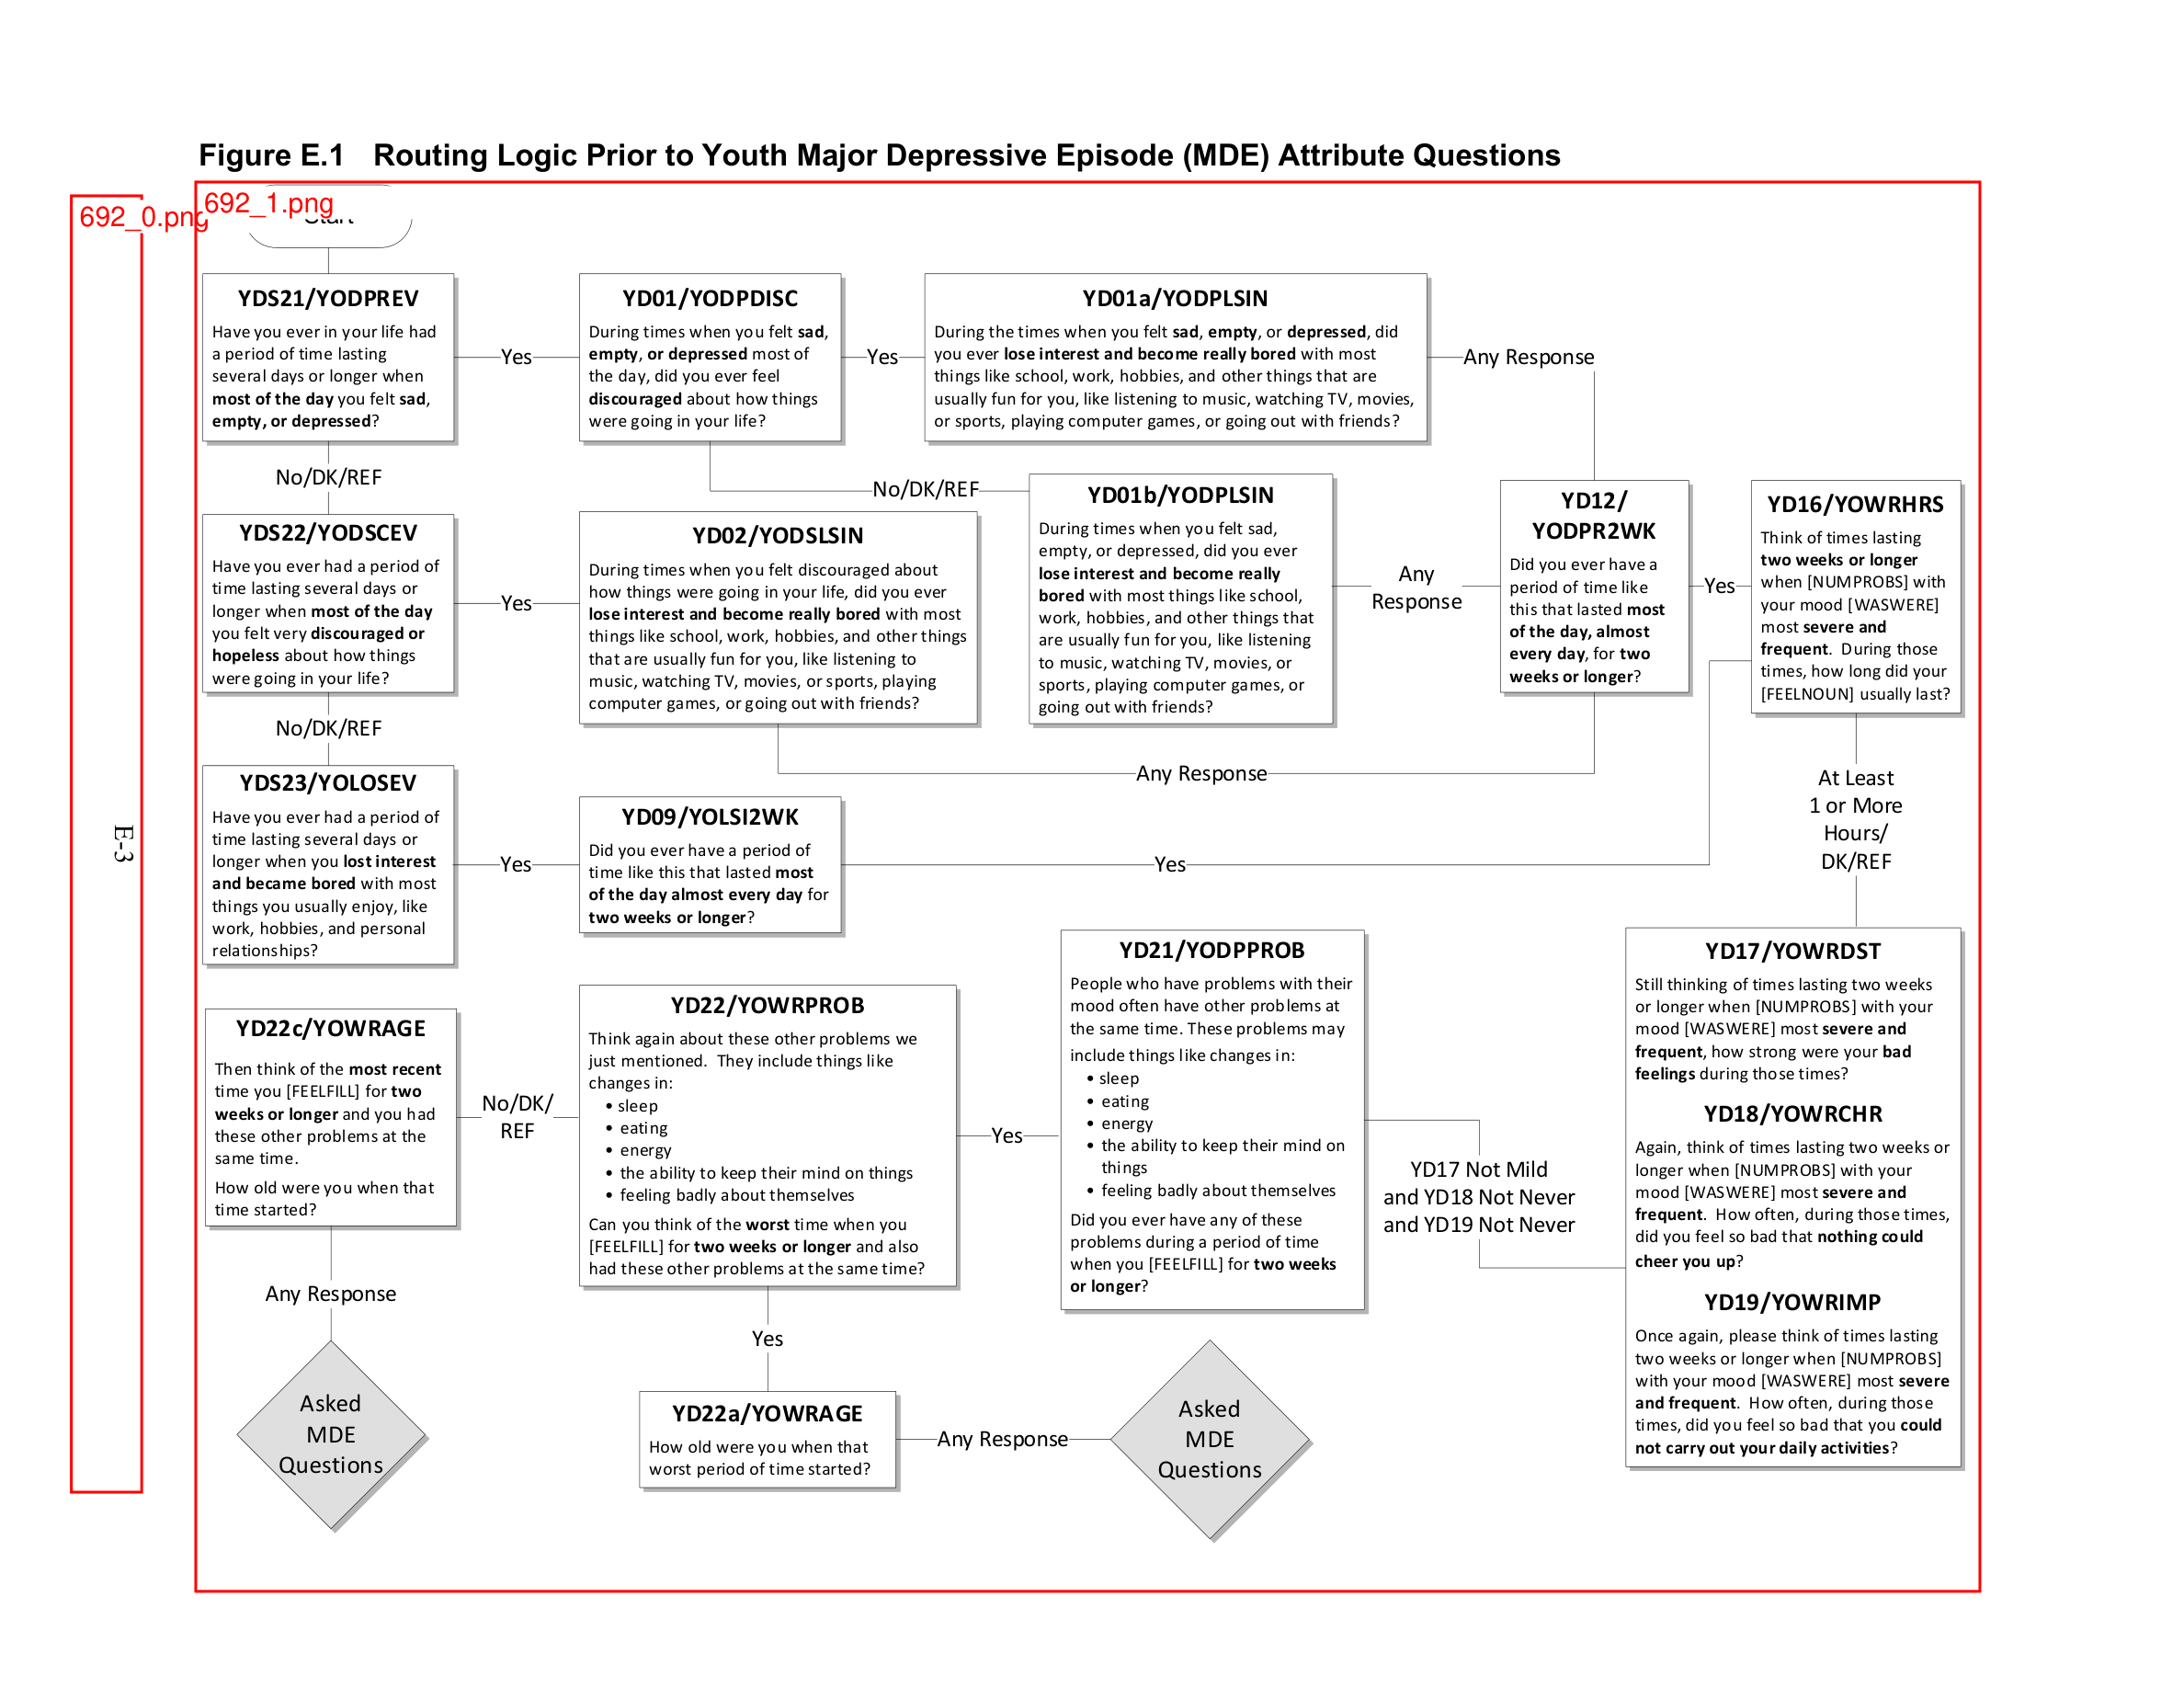 Figure E.1 Routing Logic Prior to Youth Major Depressive Episode (MDE) Attribute Questions
692_0.png
692_1.png
Start
YDS21/YODPREV
Have you ever in your life had
a period of time lasting
several days or longer when
most of the day you felt sad,
empty, or depressed?
Yes
YD01/YODPDISC
During times when you felt sad,
empty, or depressed most of
the day, did you ever feel
discouraged about how things
were going in your life?
Yes
YD01a/YODPLSIN
During the times when you felt sad, empty, or depressed, did
you ever lose interest and become really bored with most
things like school, work, hobbies, and other things that are
usually fun for you, like listening to music, watching TV, movies,
or sports, playing computer games, or going out with friends?
Any Response
No/DK/REF
No/DK/REF
YDS22/YODSCEV
Have you ever had a period of
time lasting several days or
longer when most of the day
you felt very discouraged or
hopeless about how things
were going in your life?
Yes
YD02/YODSLSIN
During times when you felt discouraged about
how things were going in your life, did you ever
lose interest and become really bored with most
things like school, work, hobbies, and other things
that are usually fun for you, like listening to
music, watching TV, movies, or sports, playing
computer games, or going out with friends?
YD01b/YODPLSIN
During times when you felt sad,
empty, or depressed, did you ever
lose interest and become really
bored with most things like school,
work, hobbies, and other things that
are usually fun for you, like listening
to music, watching TV, movies, or
sports, playing computer games, or
going out with friends?
Any
Response
YD12/
YODPR2WK
Did you ever have a
period of time like
this that lasted most
of the day, almost
every day, for two
weeks or longer?
Yes
YD16/YOWRHRS
Think of times lasting
two weeks or longer
when [NUMPROBS] with
your mood [WASWERE]
most severe and
frequent. During those
times, how long did your
[FEELNOUN] usually last?
No/DK/REF
Any Response
At Least
1 or More
Hours/
DK/REF
YDS23/YOLOSEV
Have you ever had a period of
time lasting several days or
longer when you lost interest
and became bored with most
things you usually enjoy, like
work, hobbies, and personal
relationships?
Yes
YD09/YOLSI2WK
Did you ever have a period of
time like this that lasted most
of the day almost every day for
two weeks or longer?
Yes
E-3
YD22c/YOWRAGE
Then think of the most recent
time you [FEELFILL] for two
weeks or longer and you had
these other problems at the
same time.
How old were you when that
time started?
No/DK/
REF
YD22/YOWRPROB
Think again about these other problems we
just mentioned. They include things like
changes in:
• sleep
• eating
• energy
• the ability to keep their mind on things
• feeling badly about themselves
Can you think of the worst time when you
[FEELFILL] for two weeks or longer and also
had these other problems at the same time?
Yes
YD21/YODPPROB
People who have problems with their
mood often have other problems at
the same time. These problems may
include things like changes in:
• sleep
• eating
• energy
• the ability to keep their mind on
things
• feeling badly about themselves
Did you ever have any of these
problems during a period of time
when you [FEELFILL] for two weeks
or longer?
YD17 Not Mild
and YD18 Not Never
and YD19 Not Never
YD17/YOWRDST
Still thinking of times lasting two weeks
or longer when [NUMPROBS] with your
mood [WASWERE] most severe and
frequent, how strong were your bad
feelings during those times?
YD18/YOWRCHR
Again, think of times lasting two weeks or
longer when [NUMPROBS] with your
mood [WASWERE] most severe and
frequent. How often, during those times,
did you feel so bad that nothing could
cheer you up?
YD19/YOWRIMP
Once again, please think of times lasting
two weeks or longer when [NUMPROBS]
with your mood [WASWERE] most severe
and frequent. How often, during those
times, did you feel so bad that you could
not carry out your daily activities?
Any Response
Asked
MDE
Questions
Yes
YD22a/YOWRAGE
How old were you when that
worst period of time started?
Any Response
Asked
MDE
Questions